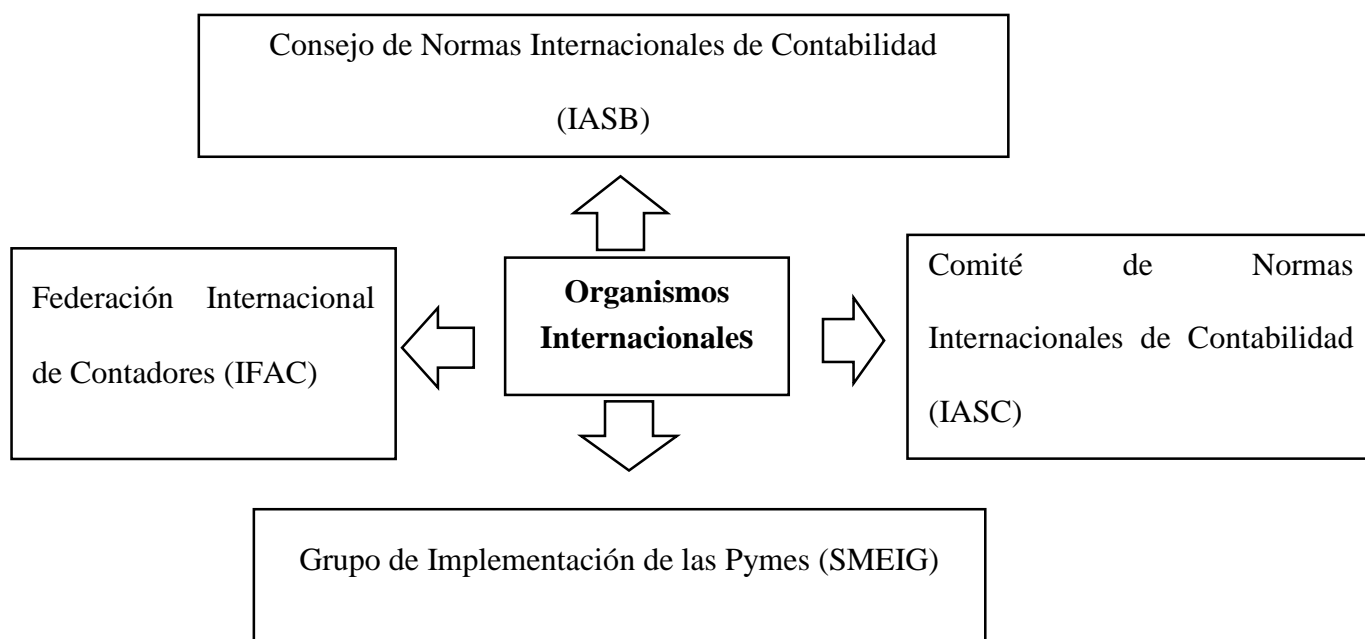 Consejo de Normas Internacionales de Contabilidad
(IASB)
Federación Internacional
de Contadores (IFAC)
Organismos
Internacionales
Comité de Normas
Internacionales de Contabilidad
(IASC)
Grupo de Implementación de las Pymes (SMEIG)